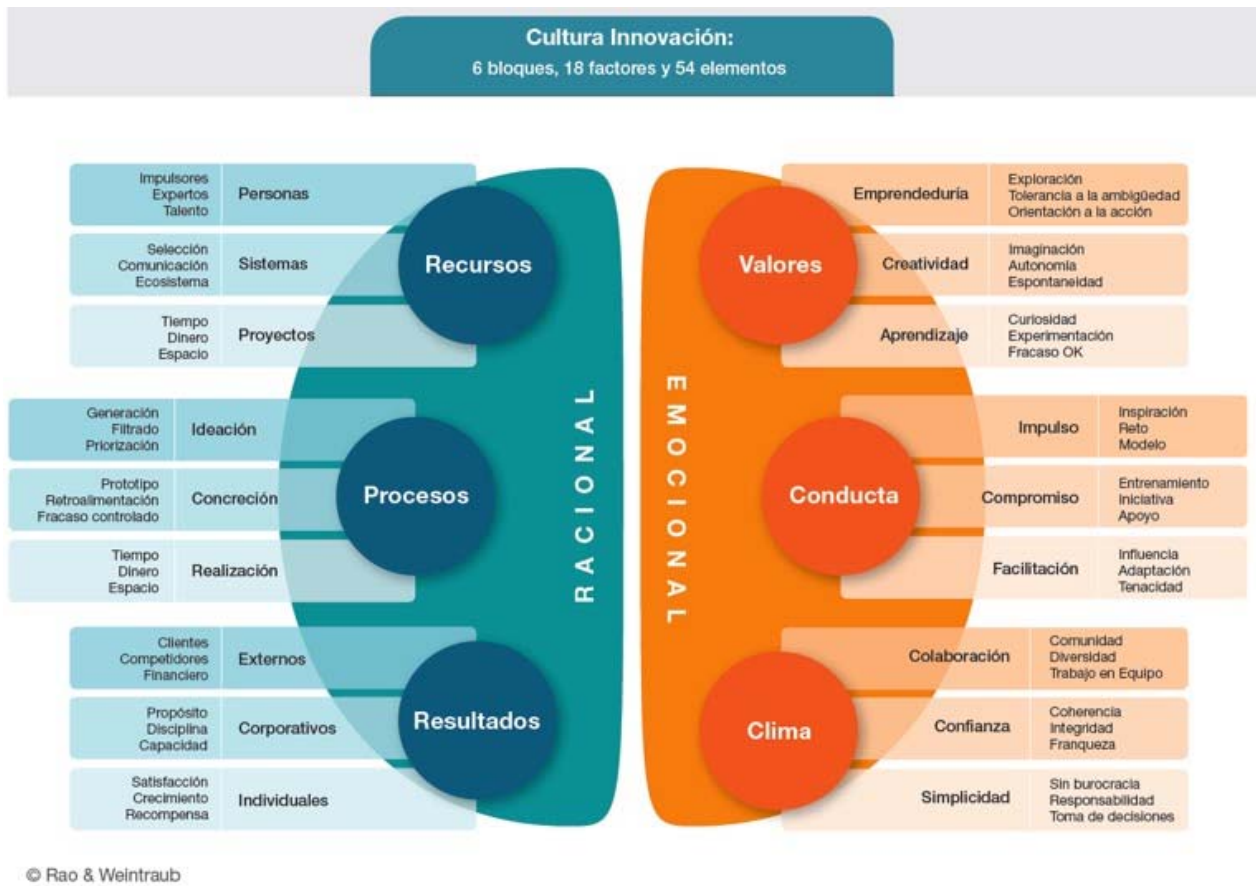 Cultura Innovación:
6 bloques, 18 factores y 54 elementos
RACIONAL
Recursos
Personas
Impulsores
Expertos
Talento
Sistemas
Selección
Comunicación
Ecosistema
Proyectos
Tiempo
Dinero
Espacio
Procesos
Ideación
Generación
Filtrado
Priorización
Concreción
Prototipo
Retroalimentación
Fracaso controlado
Realización
Tiempo
Dinero
Espacio
Resultados
Externos
Clientes
Competidores
Financiero
Corporativos
Propósito
Disciplina
Capacidad
Individuales
Satisfacción
Crecimiento
Recompensa
EMOCIONAL
Valores
Emprendeduría
Exploración
Tolerancia a la ambigüedad
Orientación a la acción
Creatividad
Imaginación
Autonomía
Espontaneidad
Aprendizaje
Curiosidad
Experimentación
Fracaso OK
Conducta
Impulso
Inspiración
Reto
Modelo
Compromiso
Entrenamiento
Iniciativa
Apoyo
Facilitación
Influencia
Adaptación
Tenacidad
Clima
Colaboración
Comunidad
Diversidad
Trabajo en Equipo
Confianza
Coherencia
Integridad
Franqueza
Simplicidad
Sin burocracia
Responsabilidad
Toma de decisiones
© Rao & Weintraub